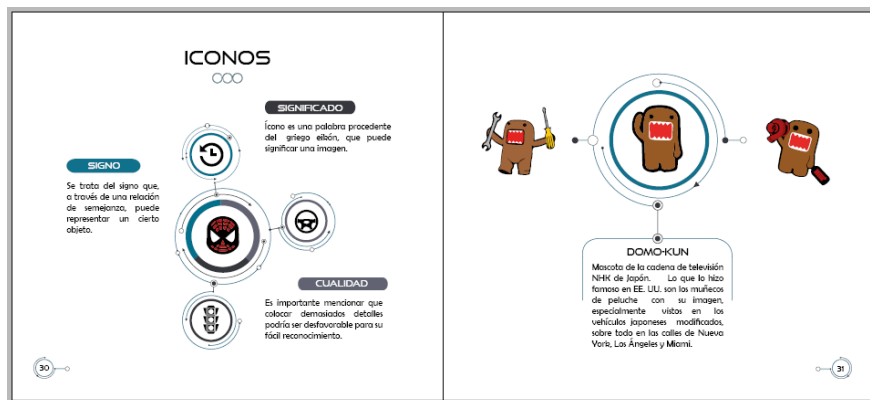 ICONOS
SIGNIFICADO
Ícono es una palabra procedente
del griego eikón, que puede
significar una imagen.
SIGNO
Se trata del signo que,
a través de una relación
de semejanza, puede
representar un cierto
objeto.
CUALIDAD
Es importante mencionar que
colocar demasiados detalles
podría ser desfavorable para su
fácil reconocimiento.
30
DOMO-KUN
Mascota de la cadena de televisión
NHK de Japón. Lo que lo hizo
famoso en EE. UU. son los muñecos
de peluche con su imagen,
especialmente vistos en los
vehículos japoneses modificados,
sobre todo en las calles de Nueva
York, Los Ángeles y Miami.
31